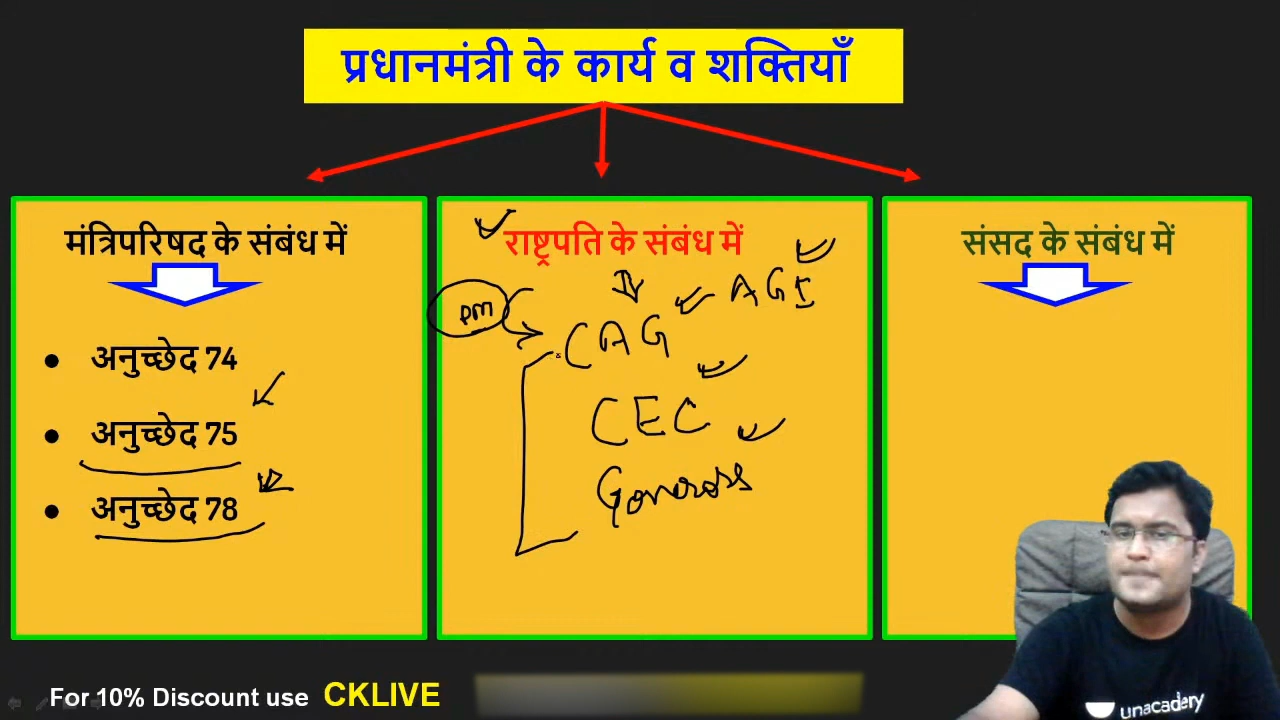 प्रधानमंत्री के कार्य व शक्तियाँ
मंत्रिपरिषद के संबंध में
अनुच्छेद 74
अनुच्छेद 75
अनुच्छेद 78
राष्ट्रपति के संबंध में
AGI
PM
CAG
CEC
संसद के संबंध में
For 10% Discount use CKLIVE
unacademy